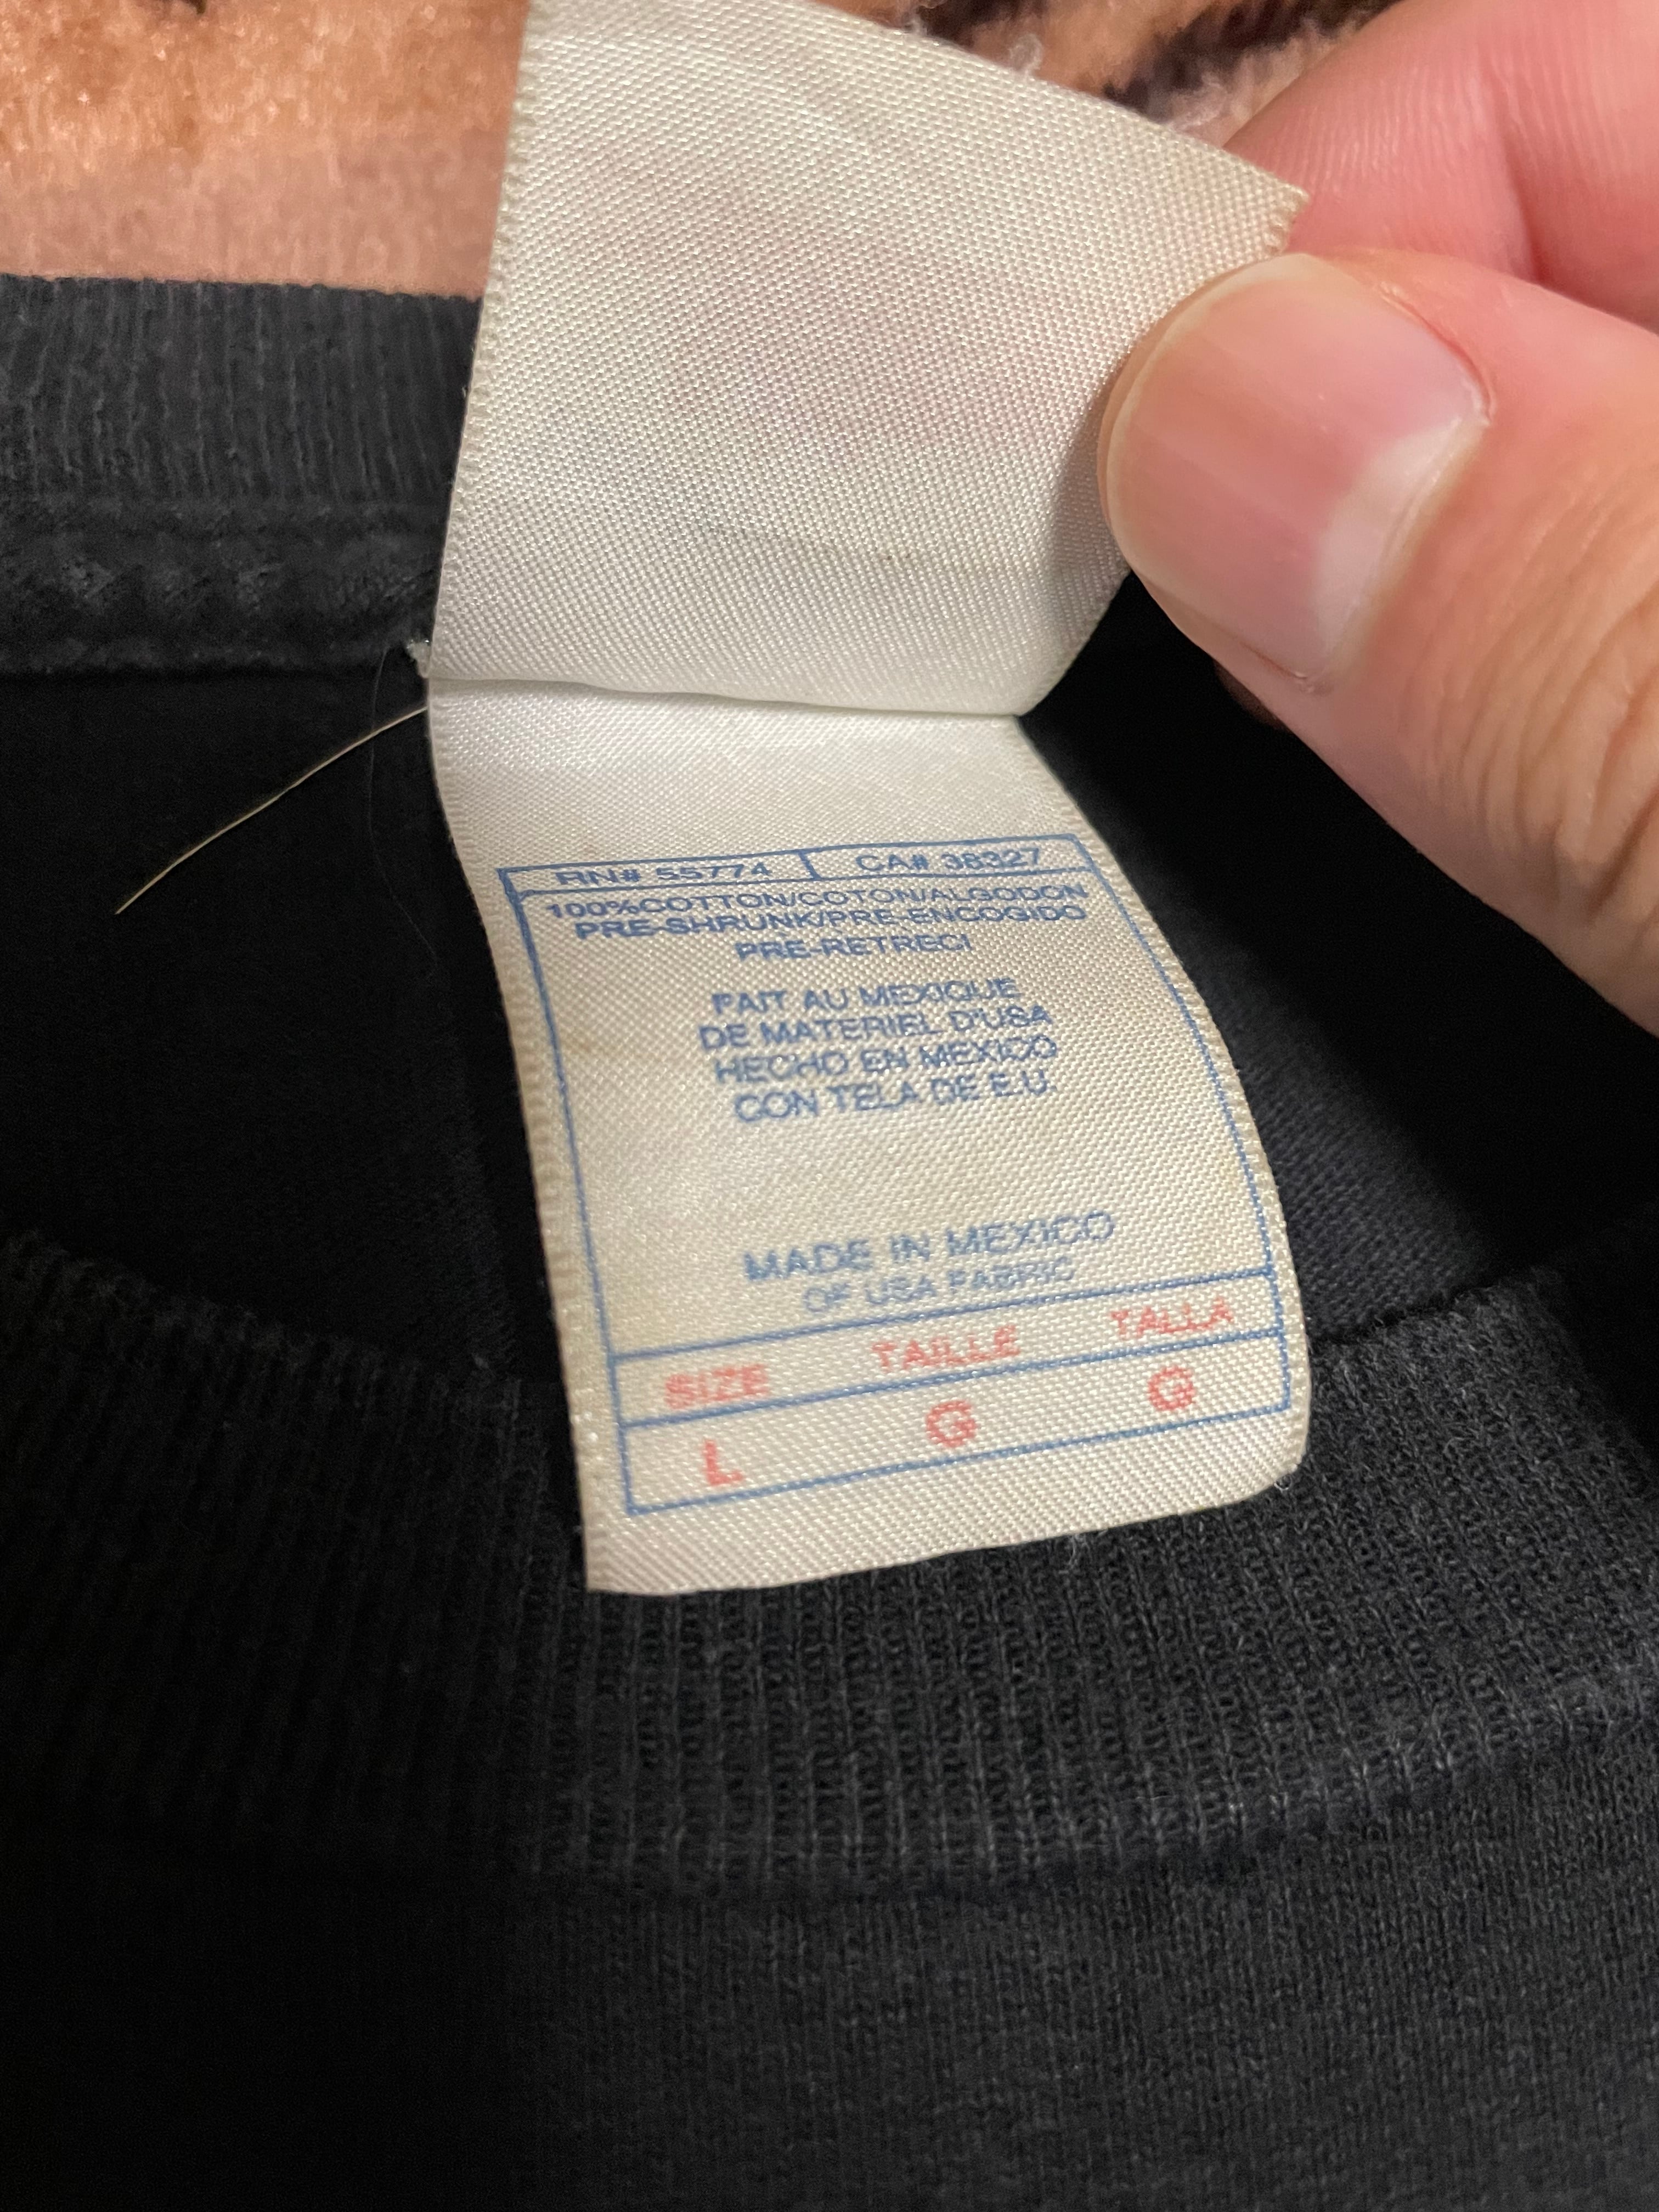 RN# 55774 CA# 38327
100%COTTON/COTON/ALGODON
PRE-SHRUNK/PRE-ENCOGIDO
PRE-RETRECI
FAIT AU MEXIQUE
DE MATERIEL D'USA
HECHO EN MEXICO
CON TELA DE E.U.
MADE IN MEXICO
OF USA FABRIC
SIZE TAILLE TALLA
L G G